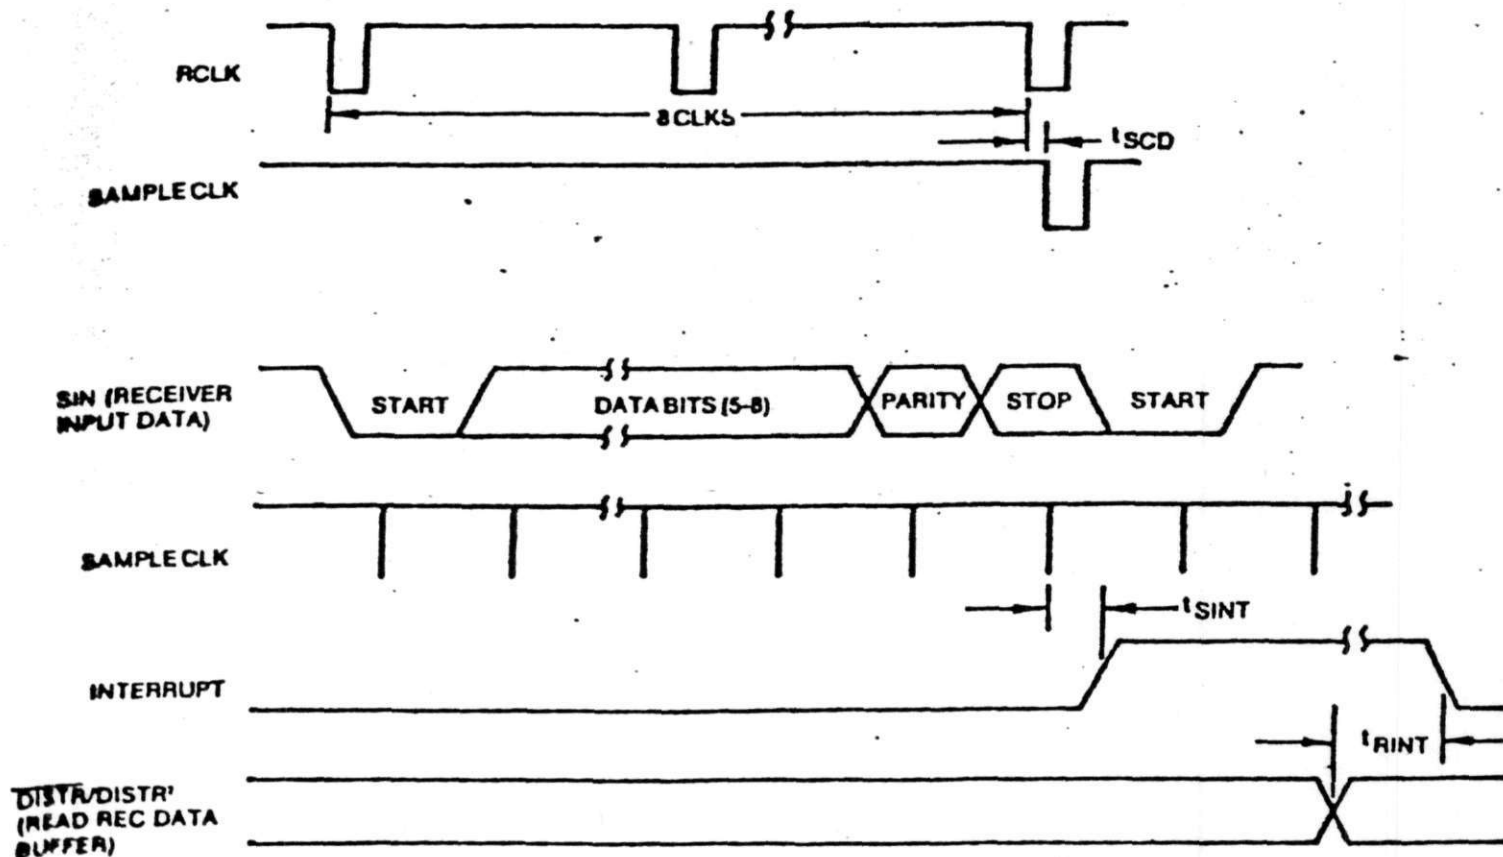 RCLK
8 CLKS
tSCD
SAMPLE CLK
SIN (RECEIVER
INPUT DATA)
START
DATA BITS (5-8)
PARITY
STOP
START
SAMPLE CLK
tSINT
INTERRUPT
tRINT
DISTR/DISTR'
(READ REC DATA
BUFFER)